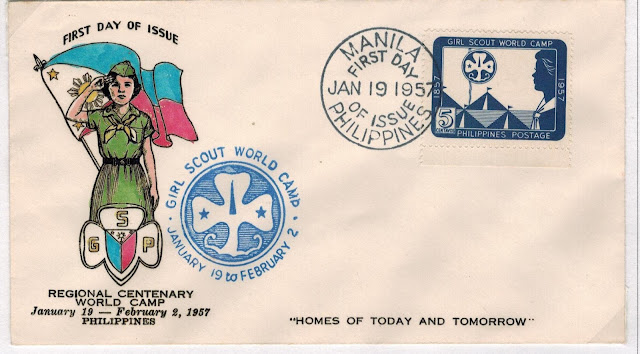 FIRST DAY OF ISSUE
S
G P
REGIONAL CENTENARY
WORLD CAMP
January 19 — February 2, 1957
PHILIPPINES
· GIRL SCOUT WORLD CAMP ·
JANUARY 19 to FEBRUARY 2
MANILA
FIRST DAY
JAN 19 1957
OF ISSUE
PHILIPPINES
GIRL SCOUT WORLD CAMP
1857
1957
5
PHILIPPINES POSTAGE
"HOMES OF TODAY AND TOMORROW"